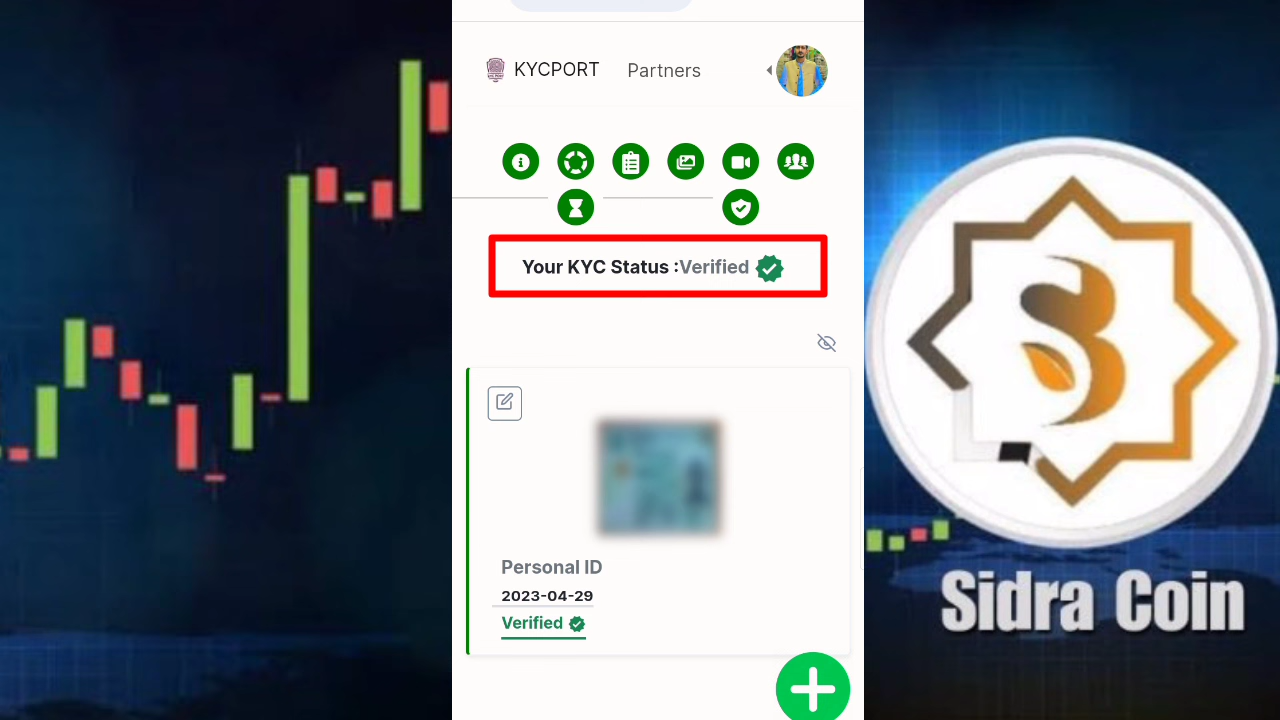 KYCPORT Partners
Your KYC Status :Verified
Personal ID
2023-04-29
Verified
Sidra Coin